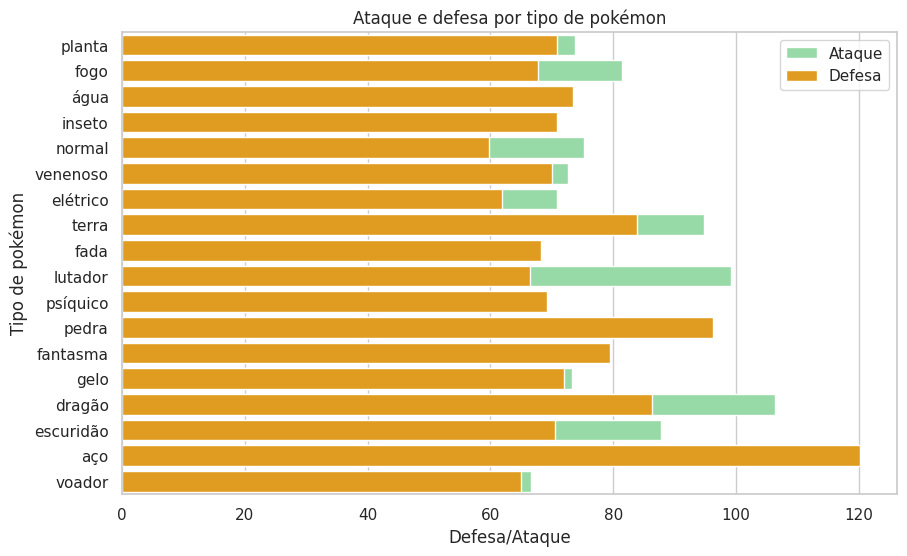 Ataque e defesa por tipo de pokémon
Ataque
Defesa
Tipo de pokémon
planta
fogo
água
inseto
normal
venenoso
elétrico
terra
fada
lutador
psíquico
pedra
fantasma
gelo
dragão
escuridão
aço
voador
0 20 40 60 80 100 120
Defesa/Ataque